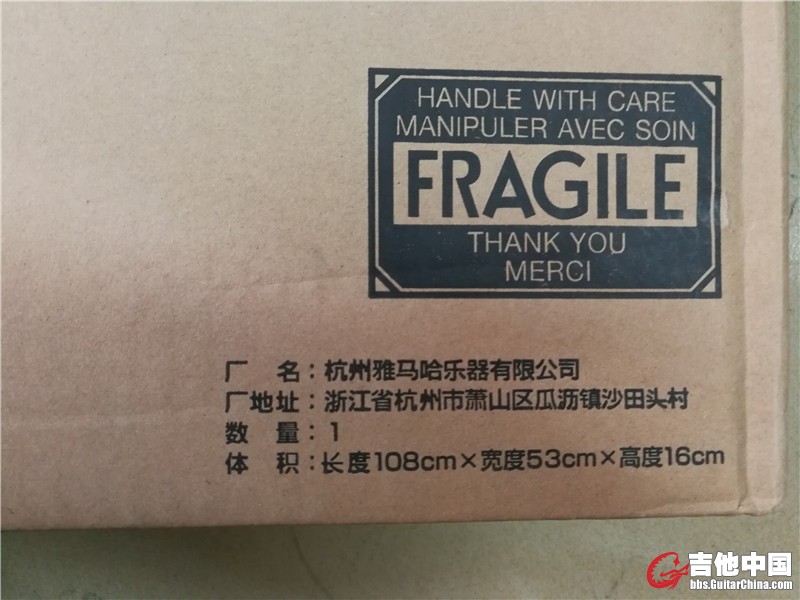 HANDLE WITH CARE
MANIPULER AVEC SOIN
FRAGILE
THANK YOU
MERCI
厂 名：杭州雅马哈乐器有限公司
厂地址：浙江省杭州市萧山区瓜沥镇沙田头村
数 量：1
体 积：长度108cm×宽度53cm×高度16cm
吉他中国
bbs.GuitarChina.com